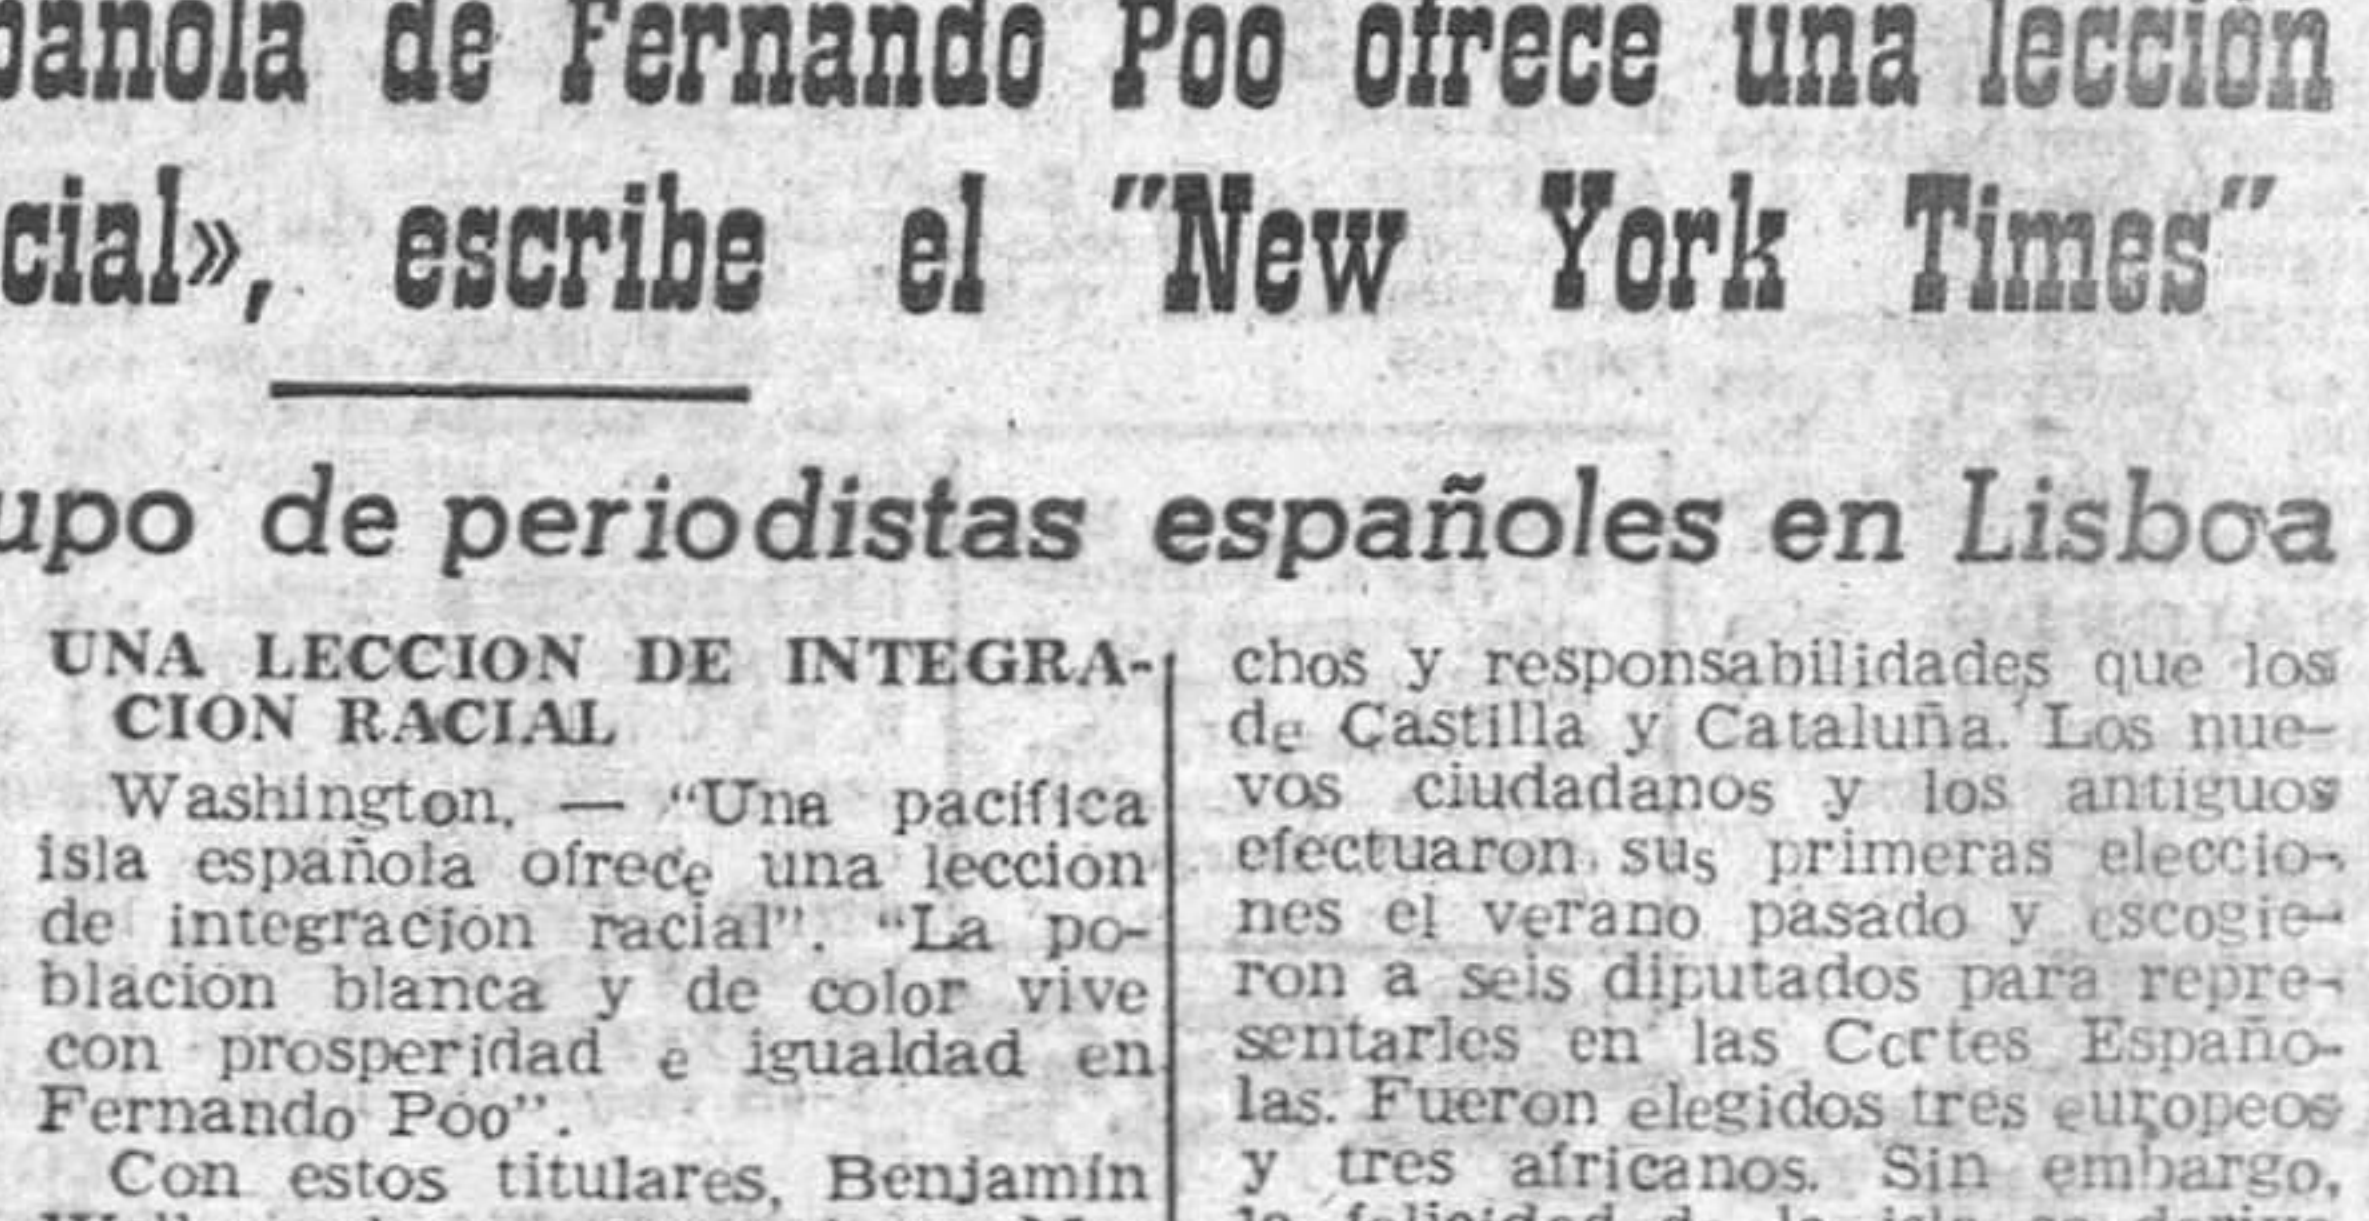 pañola de Fernando Poo ofrece una lección
cial», escribe el "New York Times"
upo de periodistas españoles en Lisboa
UNA LECCION DE INTEGRA-
CION RACIAL
Washington. — "Una pacífica
isla española ofrece una lección
de integración racial". "La po-
blación blanca y de color vive
con prosperidad e igualdad en
Fernando Póo".
Con estos titulares, Benjamín
chos y responsabilidades que los
de Castilla y Cataluña. Los nue-
vos ciudadanos y los antiguos
efectuaron sus primeras eleccio-
nes el verano pasado y escogie-
ron a seis diputados para repre-
sentarles en las Cortes Españo-
las. Fueron elegidos tres europeos
y tres africanos. Sin embargo,